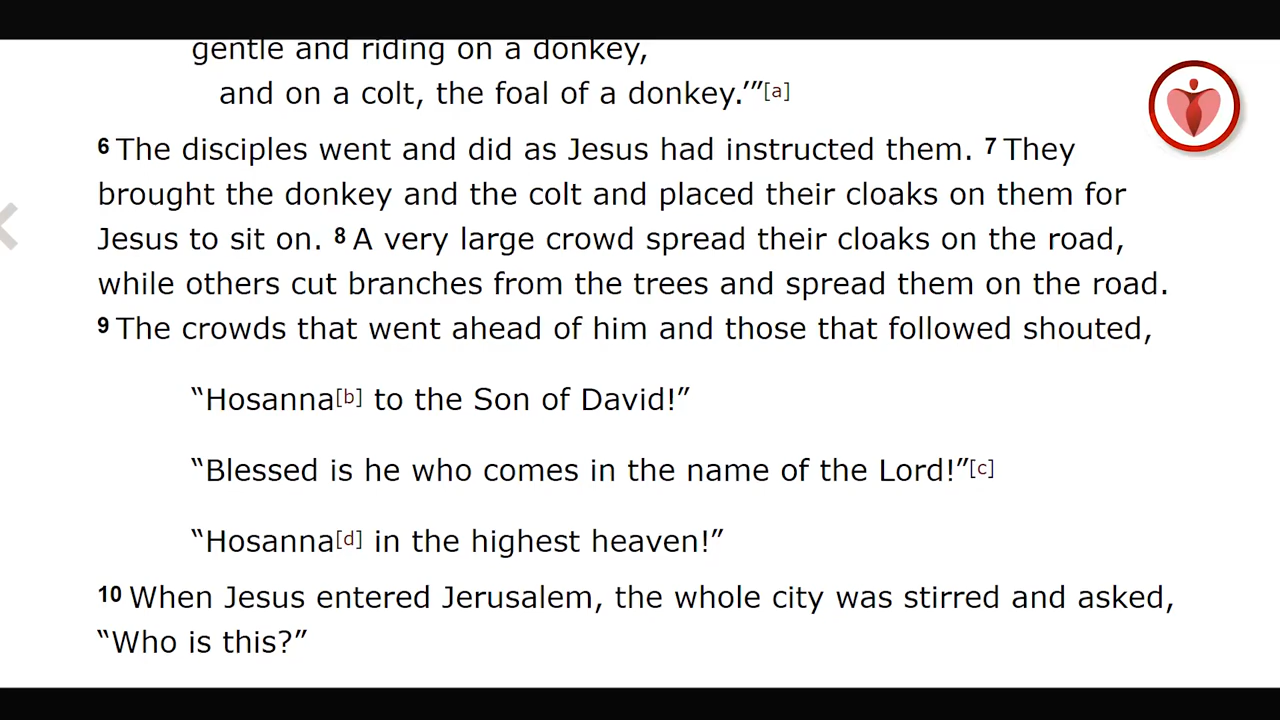 gentle and riding on a donkey,
and on a colt, the foal of a donkey.’”[a]
6 The disciples went and did as Jesus had instructed them. 7 They
brought the donkey and the colt and placed their cloaks on them for
Jesus to sit on. 8 A very large crowd spread their cloaks on the road,
while others cut branches from the trees and spread them on the road.
9 The crowds that went ahead of him and those that followed shouted,
“Hosanna[b] to the Son of David!”
“Blessed is he who comes in the name of the Lord!”[c]
“Hosanna[d] in the highest heaven!”
10 When Jesus entered Jerusalem, the whole city was stirred and asked,
“Who is this?”